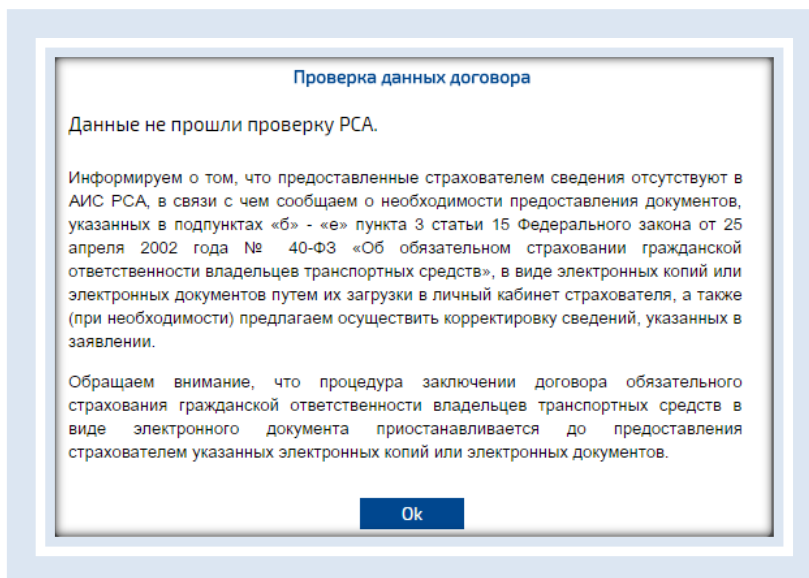 Проверка данных договора
Данные не прошли проверку РСА.
Информируем о том, что предоставленные страхователем сведения отсутствуют в
АИС РСА, в связи с чем сообщаем о необходимости предоставления документов,
указанных в подпунктах «б» - «е» пункта 3 статьи 15 Федерального закона от 25
апреля 2002 года № 40-ФЗ «Об обязательном страховании гражданской
ответственности владельцев транспортных средств», в виде электронных копий или
электронных документов путем их загрузки в личный кабинет страхователя, а также
(при необходимости) предлагаем осуществить корректировку сведений, указанных в
заявлении.
Обращаем внимание, что процедура заключении договора обязательного
страхования гражданской ответственности владельцев транспортных средств в
виде электронного документа приостанавливается до предоставления
страхователем указанных электронных копий или электронных документов.
Ok